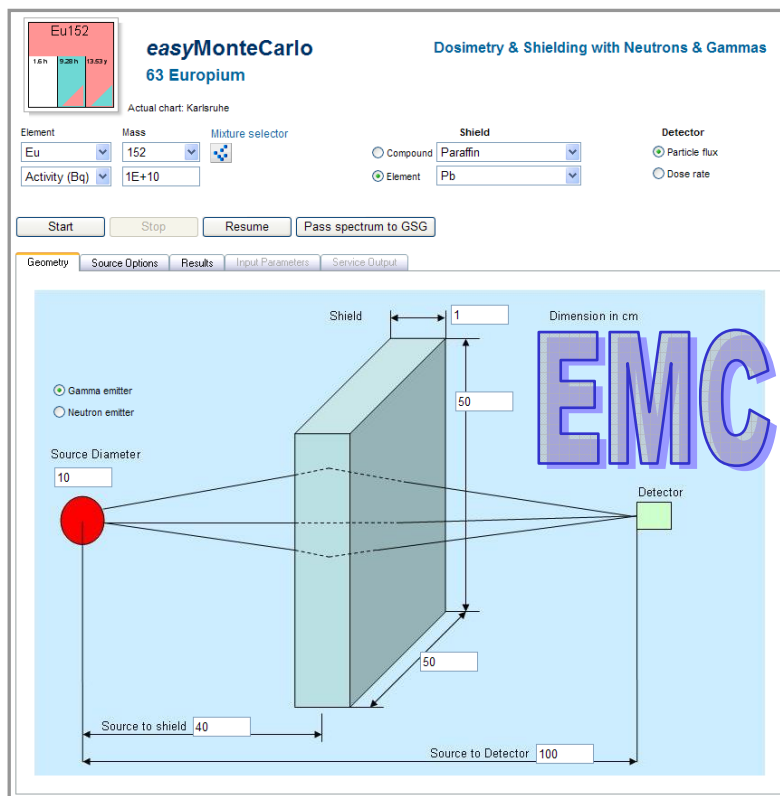 Eu152
1.6 h 9.28 h 13.53 y
easyMonteCarlo
63 Europium
Dosimetry & Shielding with Neutrons & Gammas
Actual chart: Karlsruhe
Element Mass Mixture selector Shield Detector
Eu 152 Compound Paraffin Particle flux
Activity (Bq) 1E+10 Element Pb Dose rate
Start Stop Resume Pass spectrum to GSG
Geometry Source Options Results Input Parameters Service Output
Shield 1 Dimension in cm
EMC
Gamma emitter
Neutron emitter
50
Source Diameter
10
Detector
50
Source to shield 40
Source to Detector 100